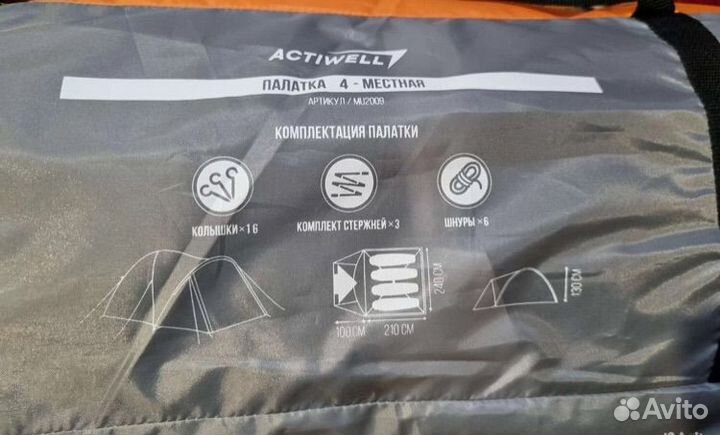 ACTIWELL
ПАЛАТКА 4 - МЕСТНАЯ
АРТИКУЛ / MU2009
КОМПЛЕКТАЦИЯ ПАЛАТКИ
КОЛЫШКИ×16 КОМПЛЕКТ СТЕРЖНЕЙ×3 ШНУРЫ×6
240 СМ
130 СМ
100 СМ 210 СМ
Avito